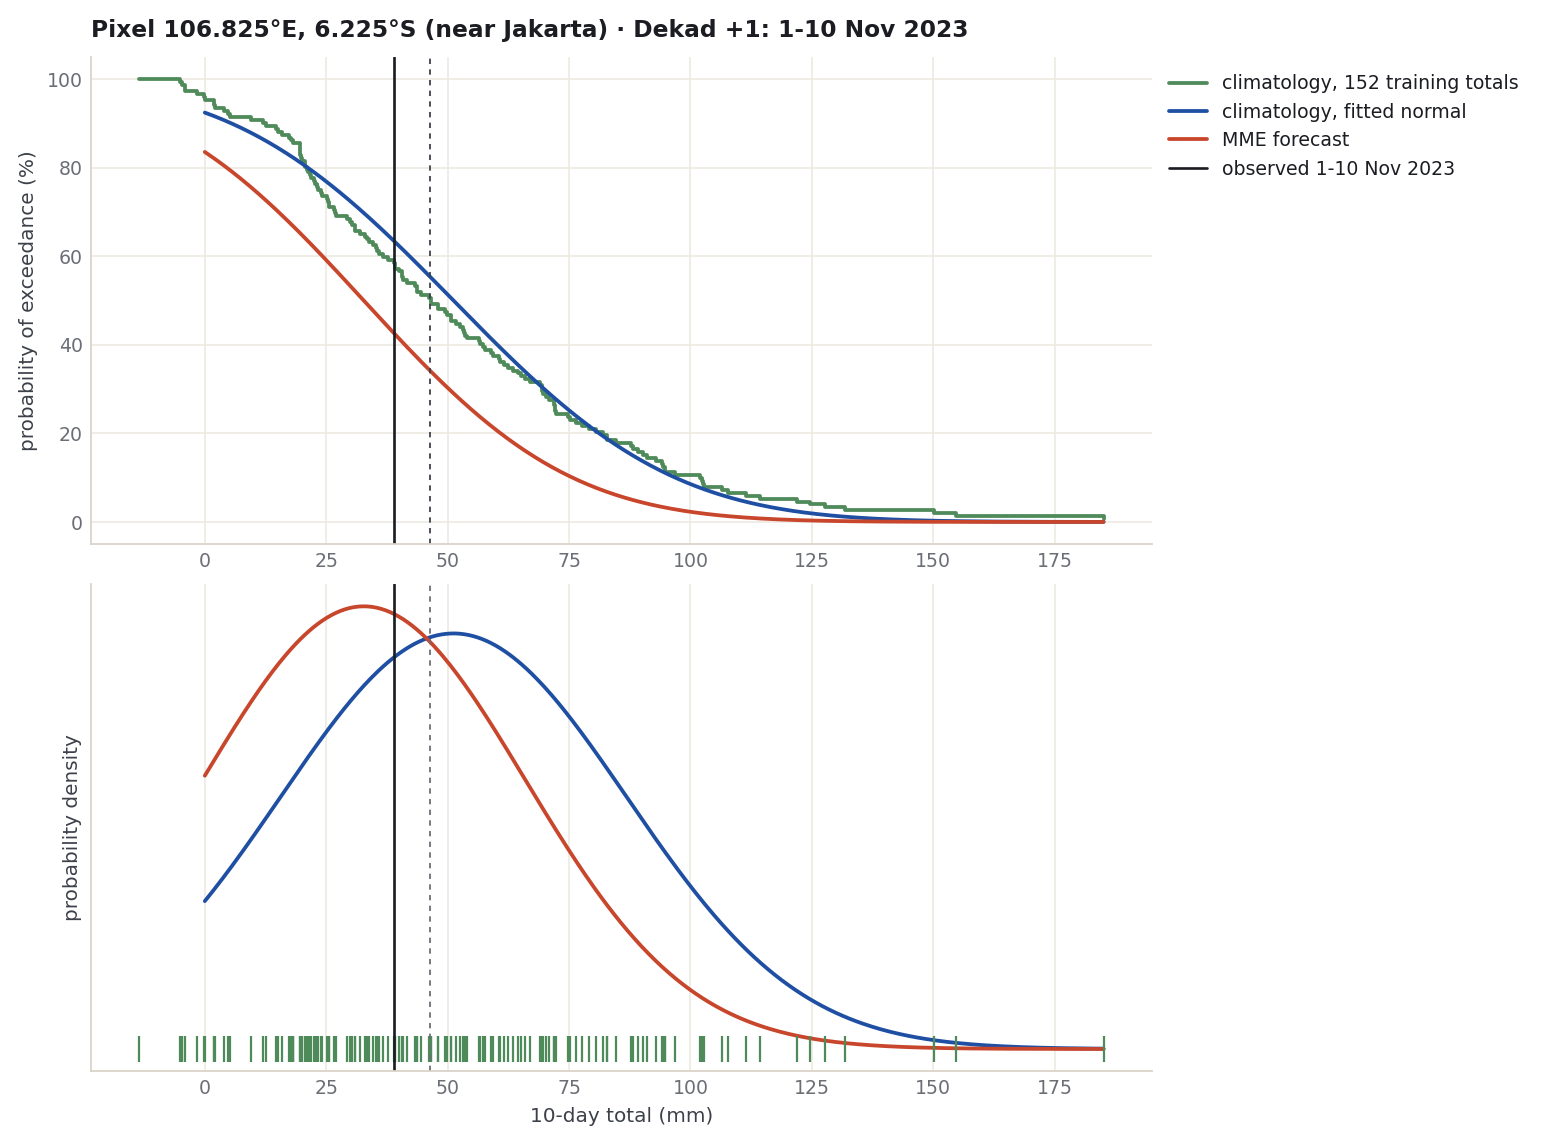 Pixel 106.825°E, 6.225°S (near Jakarta) · Dekad +1: 1-10 Nov 2023
climatology, 152 training totals
climatology, fitted normal
MME forecast
observed 1-10 Nov 2023
probability of exceedance (%)
100
80
60
40
20
0
0 25 50 75 100 125 150 175
probability density
0 25 50 75 100 125 150 175
10-day total (mm)